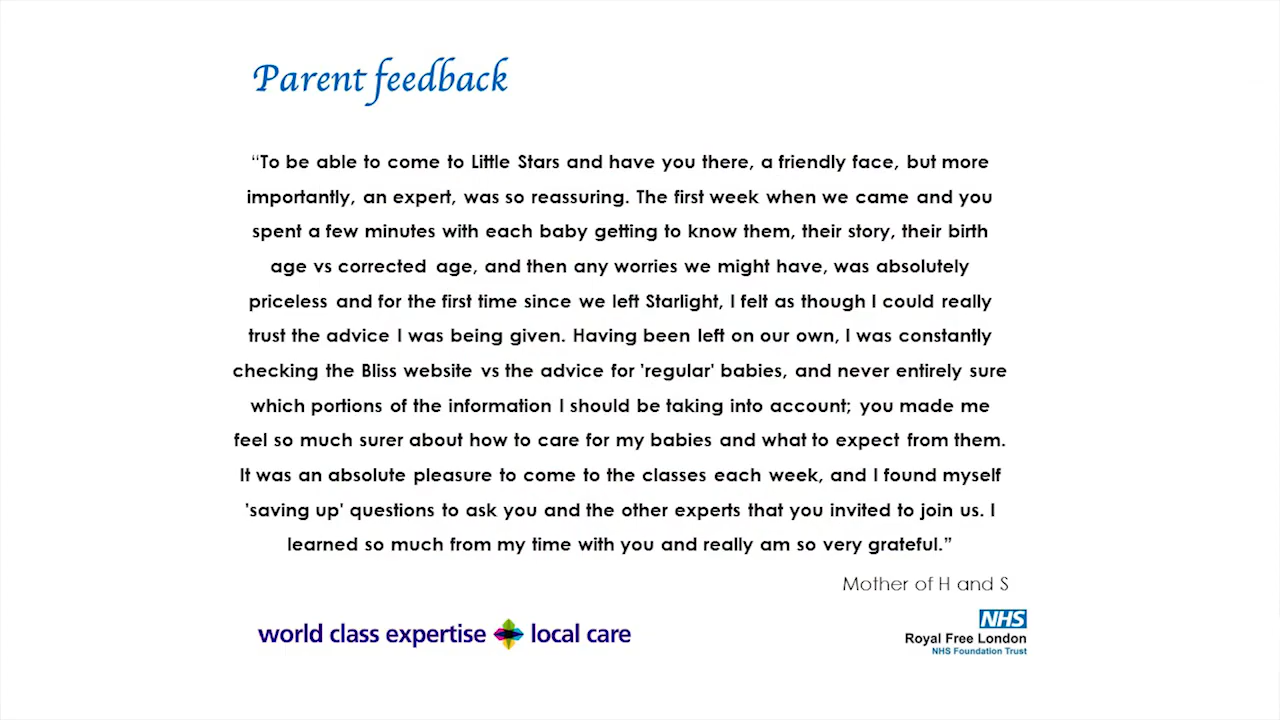 Parent feedback
“To be able to come to Little Stars and have you there, a friendly face, but more
importantly, an expert, was so reassuring. The first week when we came and you
spent a few minutes with each baby getting to know them, their story, their birth
age vs corrected age, and then any worries we might have, was absolutely
priceless and for the first time since we left Starlight, I felt as though I could really
trust the advice I was being given. Having been left on our own, I was constantly
checking the Bliss website vs the advice for 'regular' babies, and never entirely sure
which portions of the information I should be taking into account; you made me
feel so much surer about how to care for my babies and what to expect from them.
It was an absolute pleasure to come to the classes each week, and I found myself
'saving up' questions to ask you and the other experts that you invited to join us. I
learned so much from my time with you and really am so very grateful.”
Mother of H and S
world class expertise local care
NHS
Royal Free London
NHS Foundation Trust